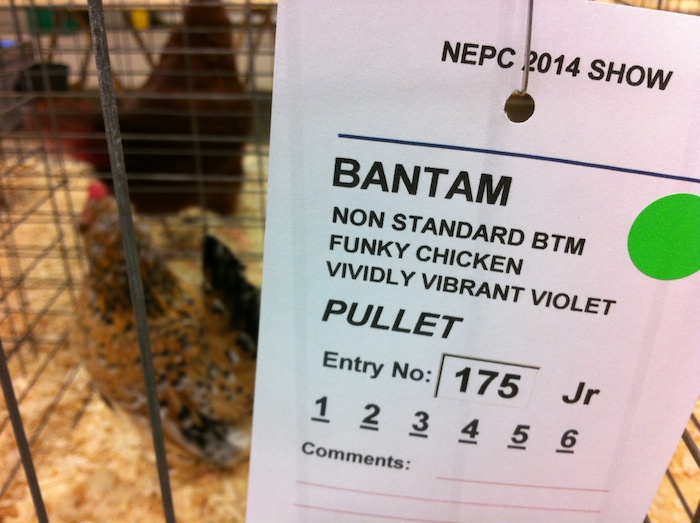 NEPC 2014 SHOW
BANTAM
NON STANDARD BTM
FUNKY CHICKEN
VIVIDLY VIBRANT VIOLET
PULLET
Entry No: 175 Jr
1 2 3 4 5 6
Comments: